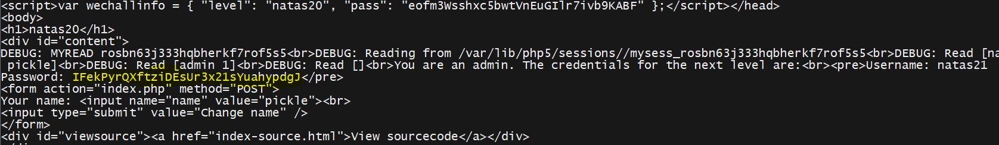 <script>var wechallinfo = { "level": "natas20", "pass": "eofm3Wsshxc5bwtVnEuGIlr7ivb9KABF" };</script></head>
<body>
<h1>natas20</h1>
<div id="content">
DEBUG: MYREAD rosbn63j333hqbherkf7rof5s5<br>DEBUG: Reading from /var/lib/php5/sessions//mysess_rosbn63j333hqbherkf7rof5s5<br>DEBUG: Read [na
pickle]<br>DEBUG: Read [admin 1]<br>DEBUG: Read []<br>You are an admin. The credentials for the next level are:<br><pre>Username: natas21
Password: IFekPyrQXftziDEsUr3x21sYuahypdgJ</pre>
<form action="index.php" method="POST">
Your name: <input name="name" value="pickle"><br>
<input type="submit" value="Change name" />
</form>
<div id="viewsource"><a href="index-source.html">View sourcecode</a></div>